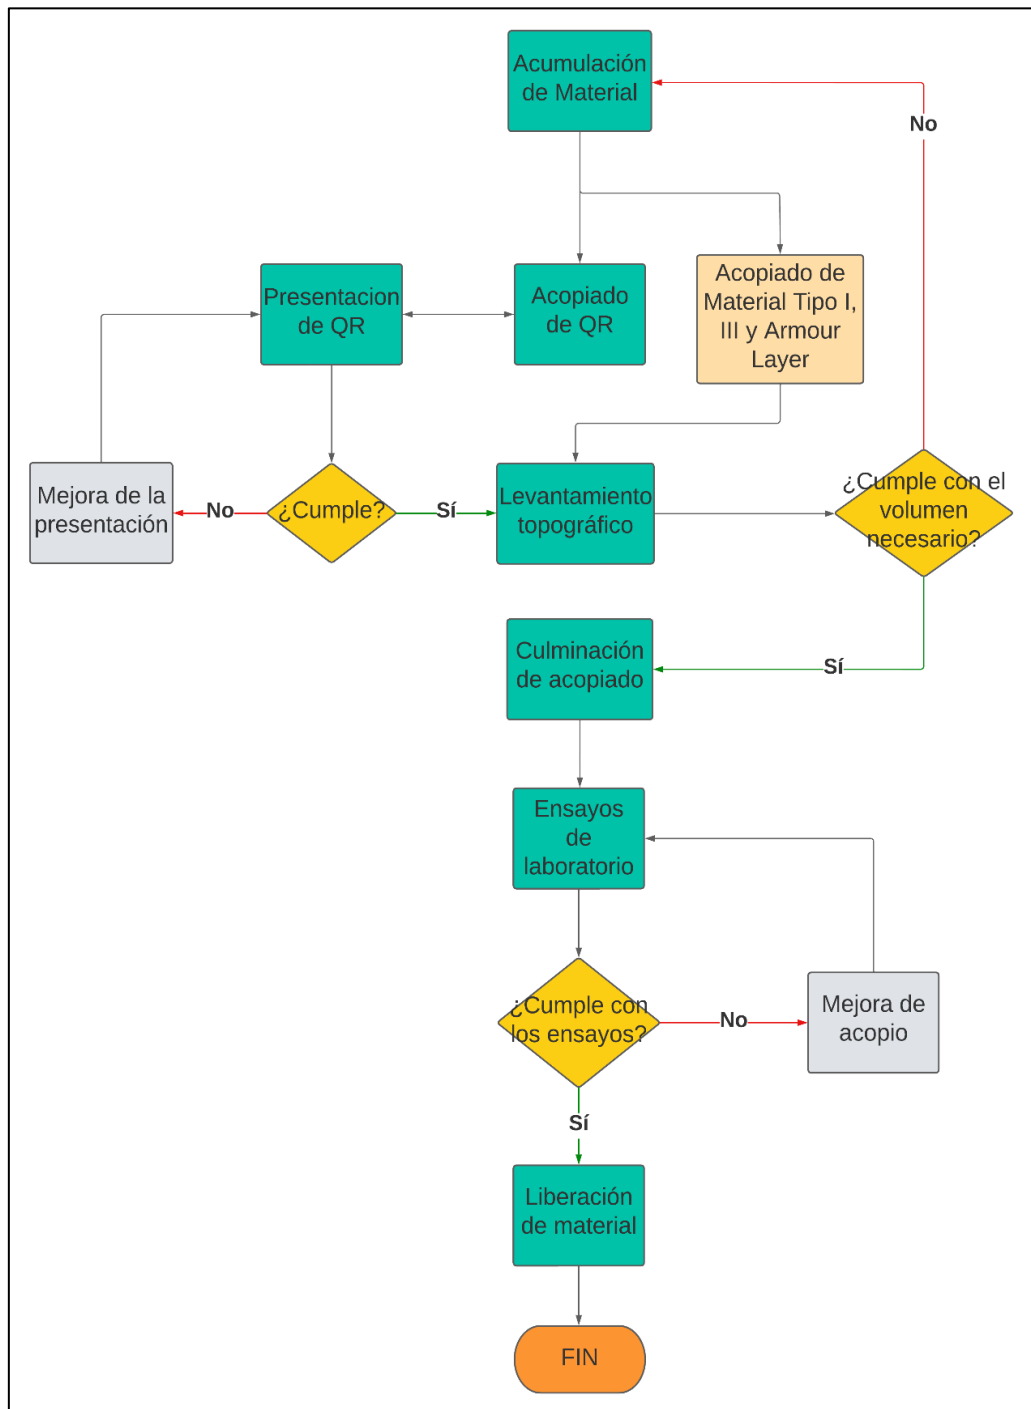 Acumulación
de Material
No
Presentacion
de QR
Acopiado
de QR
Acopiado de
Material Tipo I,
III y Armour
Layer
Mejora de la
presentación
No
¿Cumple?
Sí
Levantamiento
topográfico
¿Cumple con el
volumen
necesario?
Culminación
de acopiado
Sí
Ensayos
de
laboratorio
¿Cumple con
los ensayos?
No
Mejora de
acopio
Sí
Liberación
de material
FIN